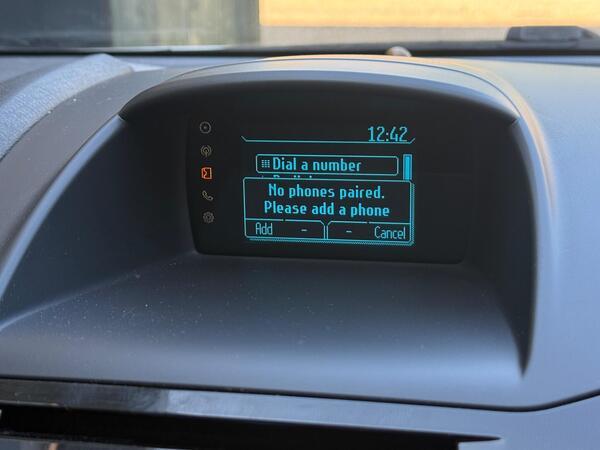 12:42
Dial a number
No phones paired.
Please add a phone
Add - - Cancel